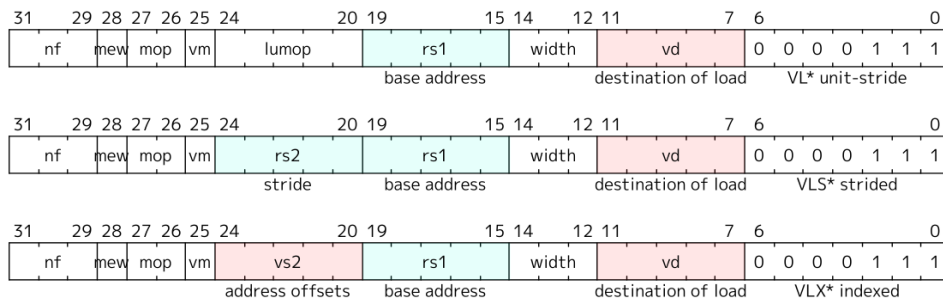 31 29 28 27 26 25 24 20 19 15 14 12 11 7 6 0
nf mew mop vm lumop rs1 width vd 0 0 0 0 1 1 1
base address destination of load VL* unit-stride
31 29 28 27 26 25 24 20 19 15 14 12 11 7 6 0
nf mew mop vm rs2 rs1 width vd 0 0 0 0 1 1 1
stride base address destination of load VLS* strided
31 29 28 27 26 25 24 20 19 15 14 12 11 7 6 0
nf mew mop vm vs2 rs1 width vd 0 0 0 0 1 1 1
address offsets base address destination of load VLX* indexed